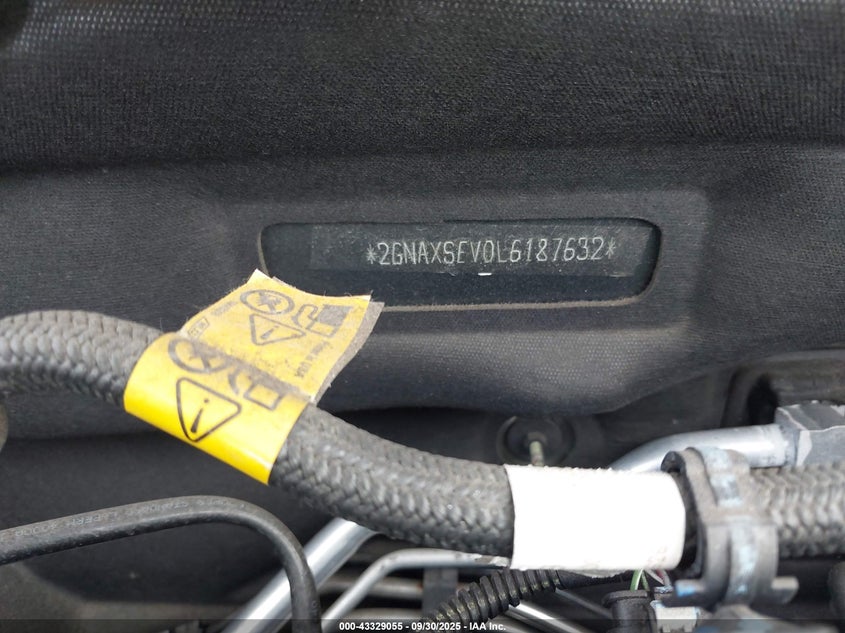 *2GNAXSEV0L6187632*
000-43329055 - 09/30/2025 - IAA Inc.